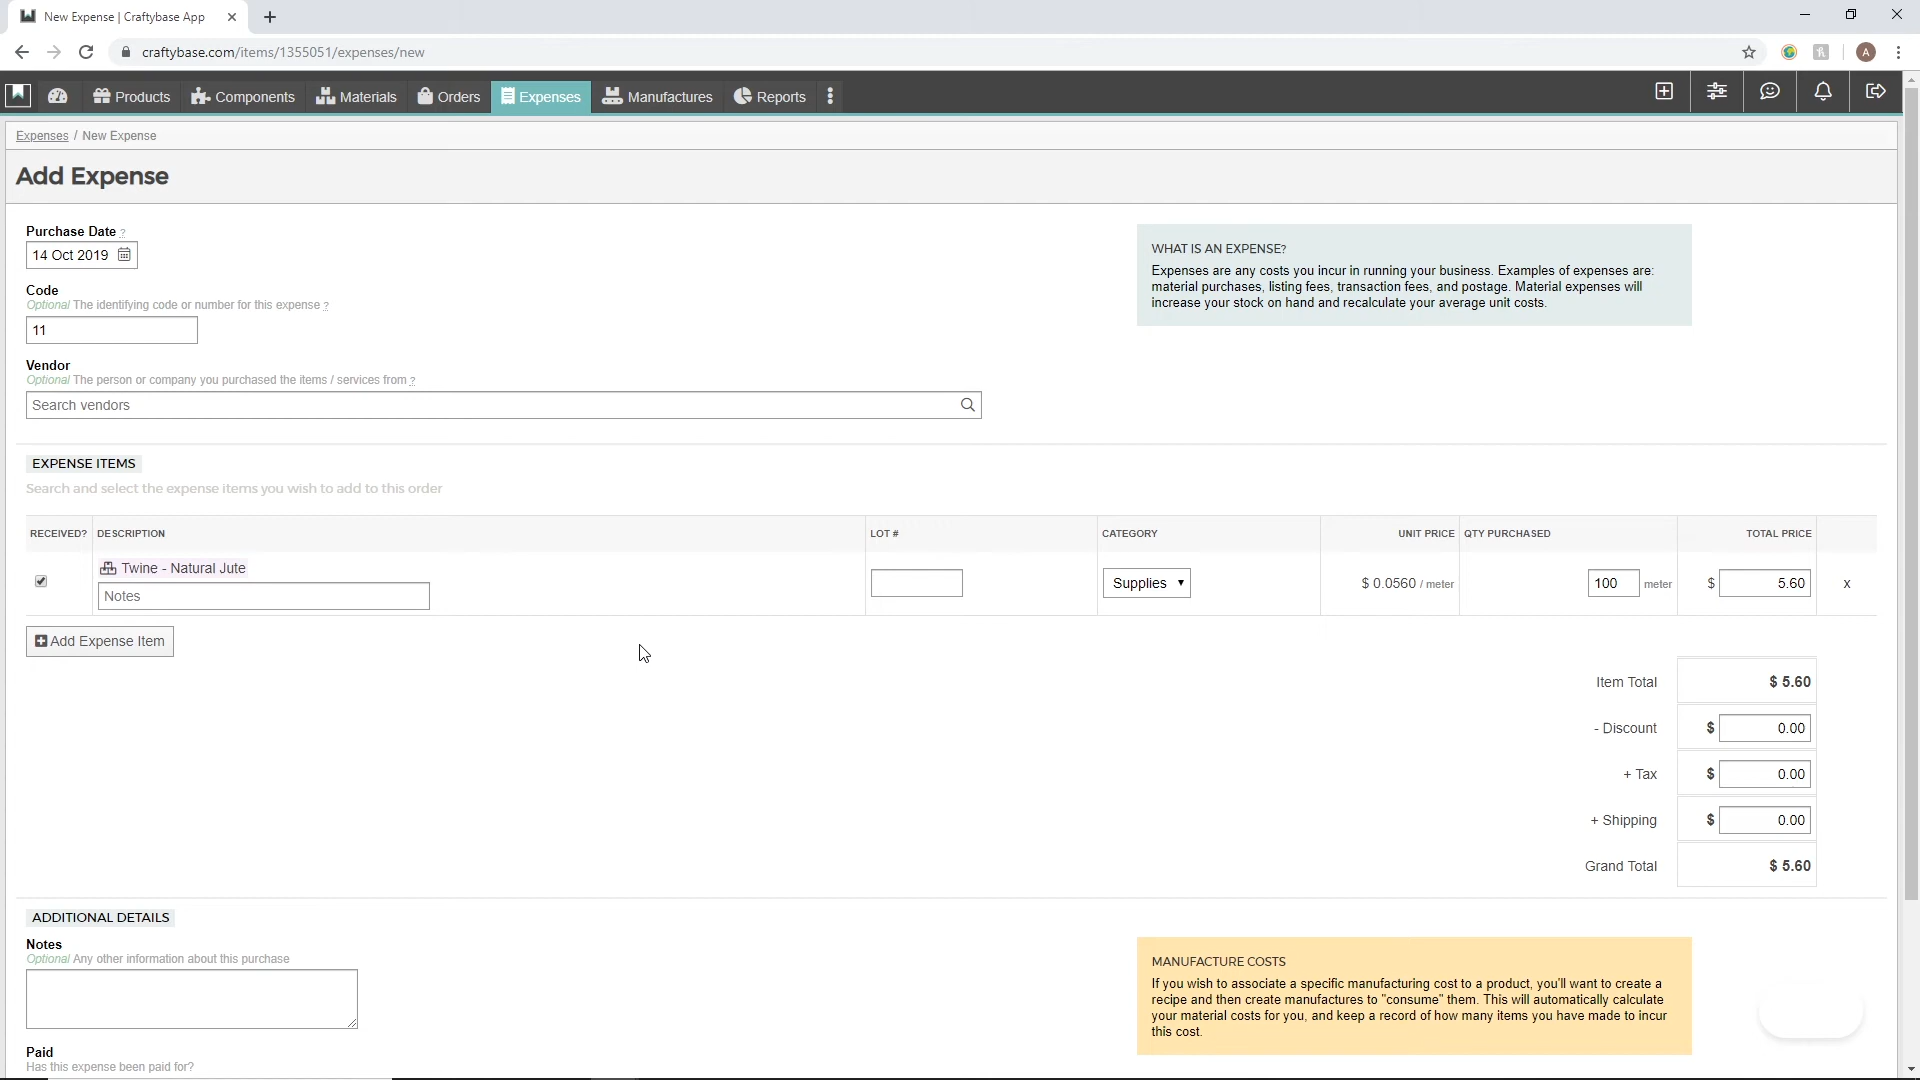 New Expense | Craftybase App
craftybase.com/items/1355051/expenses/new
A
Products Components Materials Orders Expenses Manufactures Reports
Expenses / New Expense
Add Expense
Purchase Date ?
14 Oct 2019
Code
Optional The identifying code or number for this expense ?
11
Vendor
Optional The person or company you purchased the items / services from ?
Search vendors
WHAT IS AN EXPENSE?
Expenses are any costs you incur in running your business. Examples of expenses are:
material purchases, listing fees, transaction fees, and postage. Material expenses will
increase your stock on hand and recalculate your average unit costs.
EXPENSE ITEMS
Search and select the expense items you wish to add to this order
RECEIVED? DESCRIPTION LOT # CATEGORY UNIT PRICE QTY PURCHASED TOTAL PRICE
Twine - Natural Jute
Notes
Supplies $ 0.0560 / meter 100 meter $ 5.60 x
Add Expense Item
Item Total $ 5.60
- Discount $ 0.00
+ Tax $ 0.00
+ Shipping $ 0.00
Grand Total $ 5.60
ADDITIONAL DETAILS
Notes
Optional Any other information about this purchase
Paid
Has this expense been paid for?
MANUFACTURE COSTS
If you wish to associate a specific manufacturing cost to a product, you'll want to create a
recipe and then create manufactures to "consume" them. This will automatically calculate
your material costs for you, and keep a record of how many items you have made to incur
this cost.